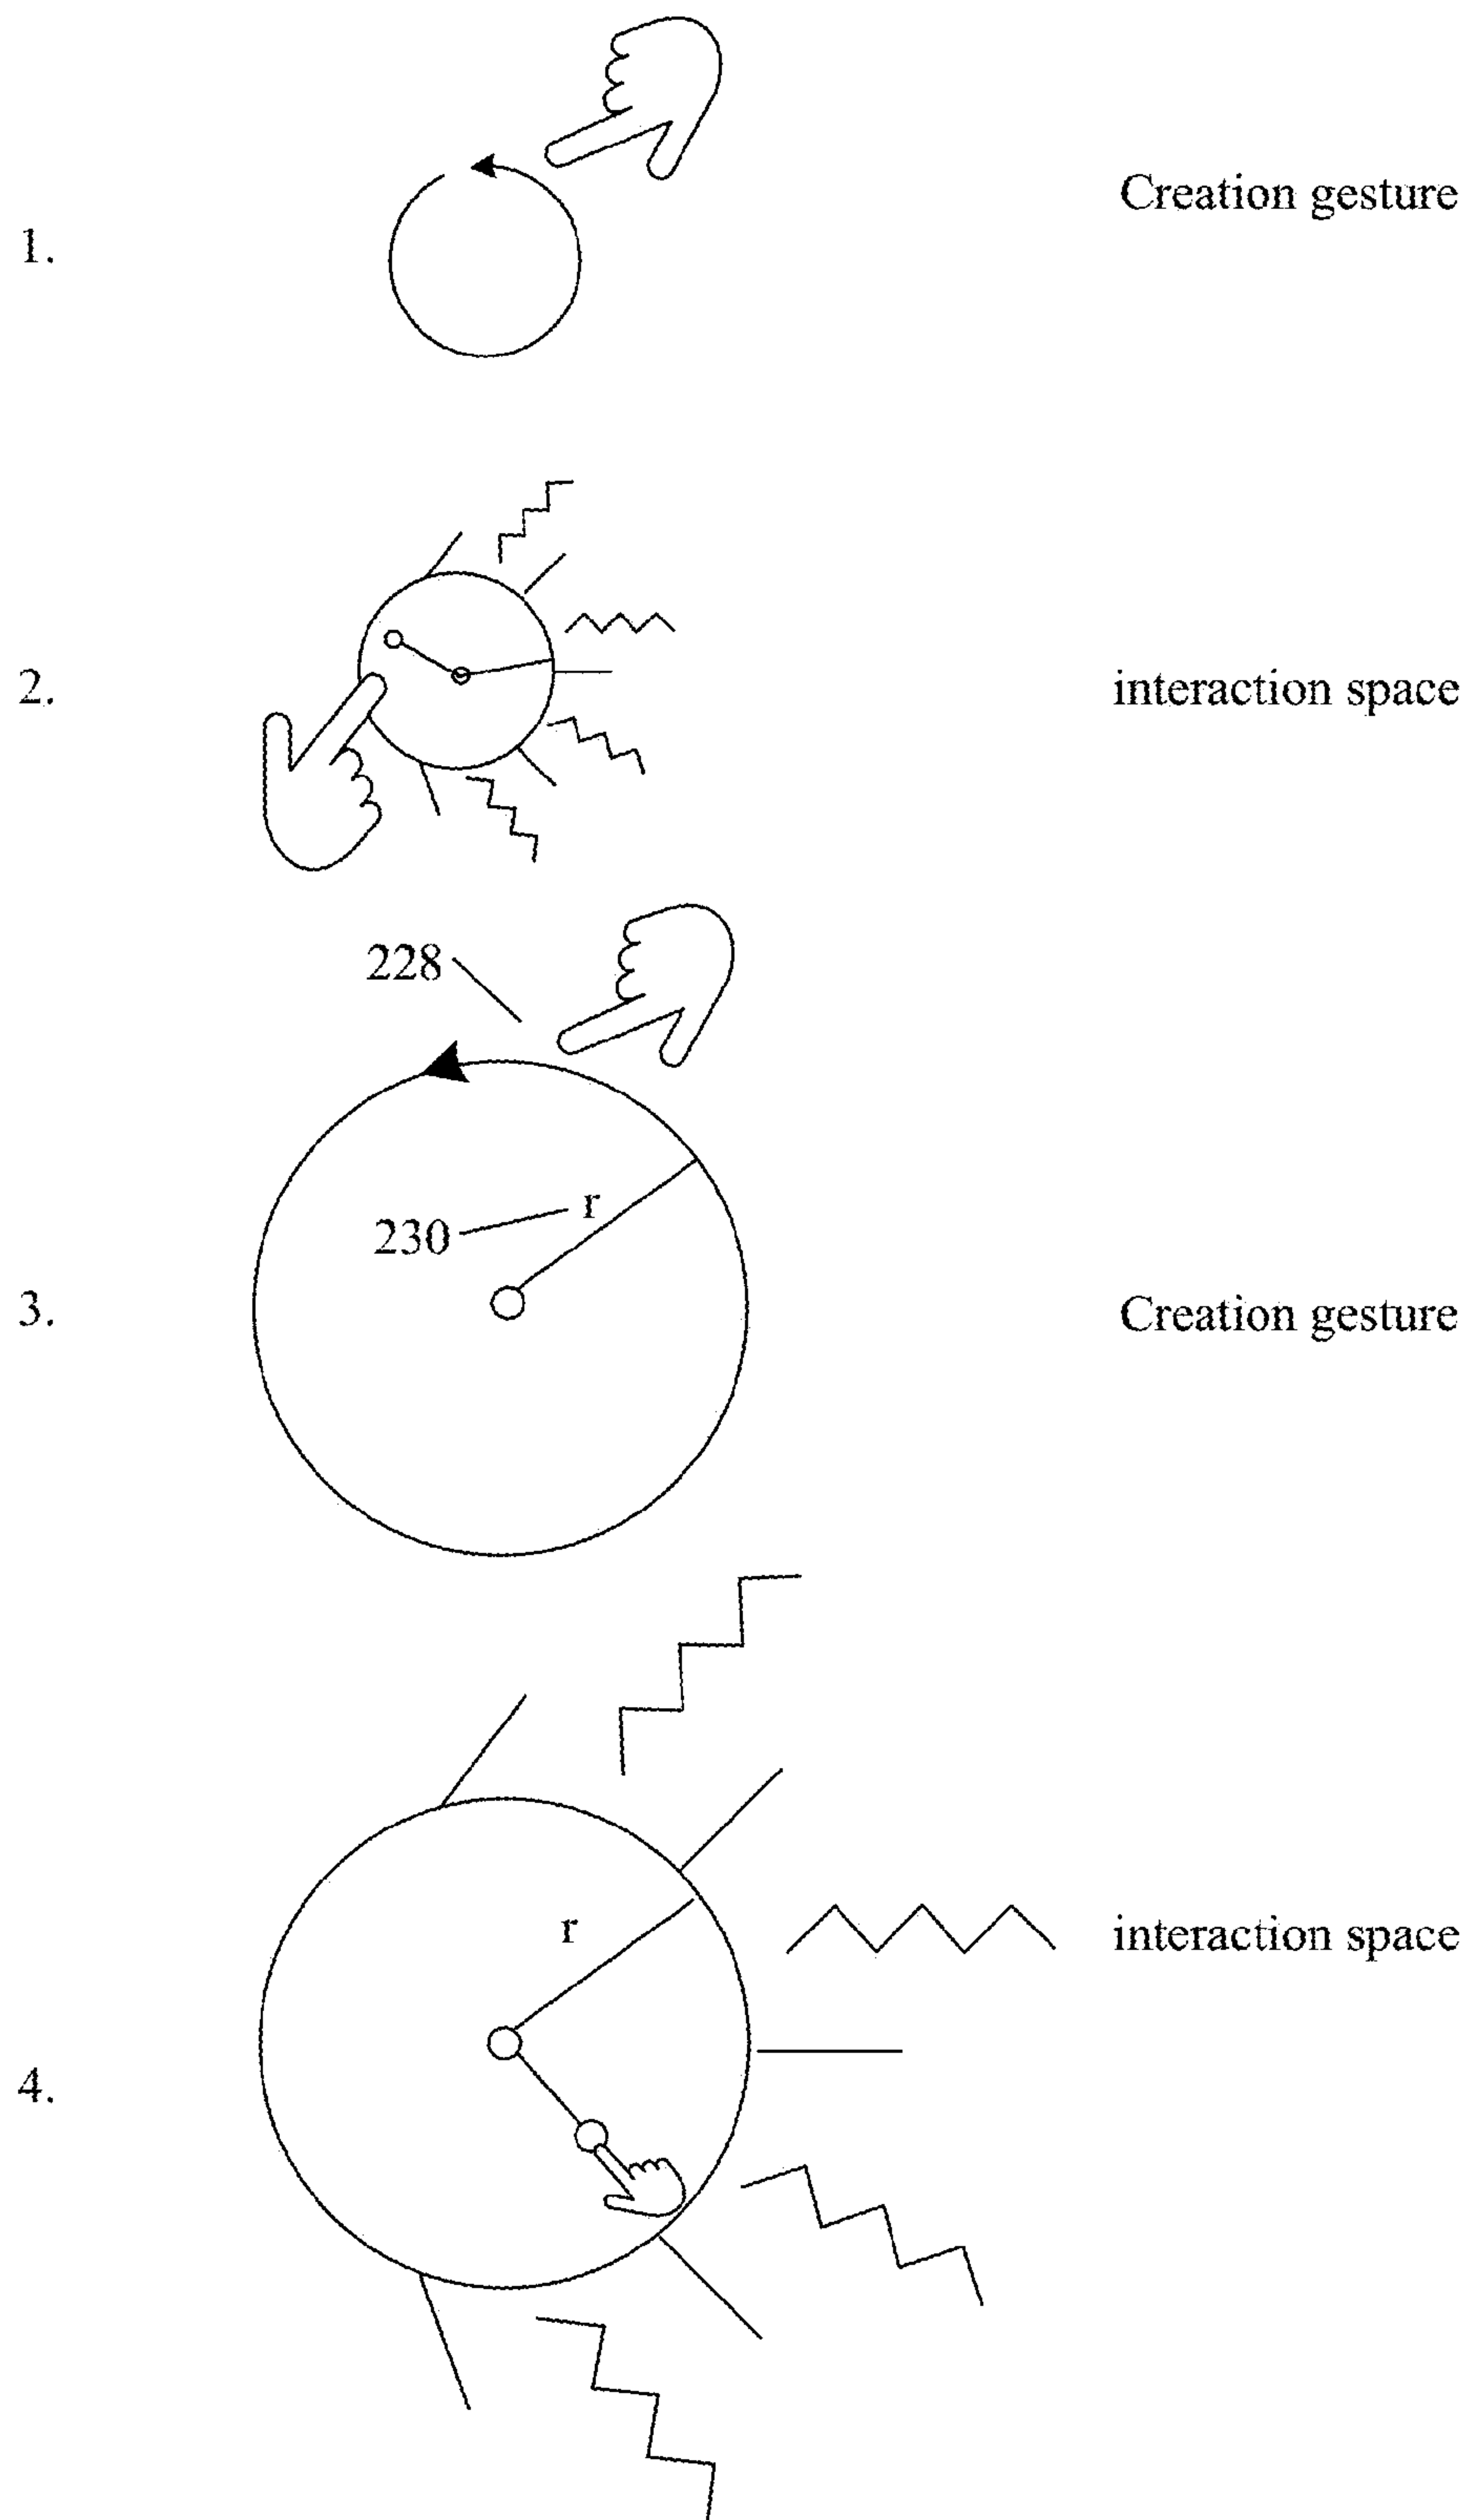 Creation gesture
1.
interaction space
2.
228
230
r
3.
Creation gesture
r
interaction space
4.